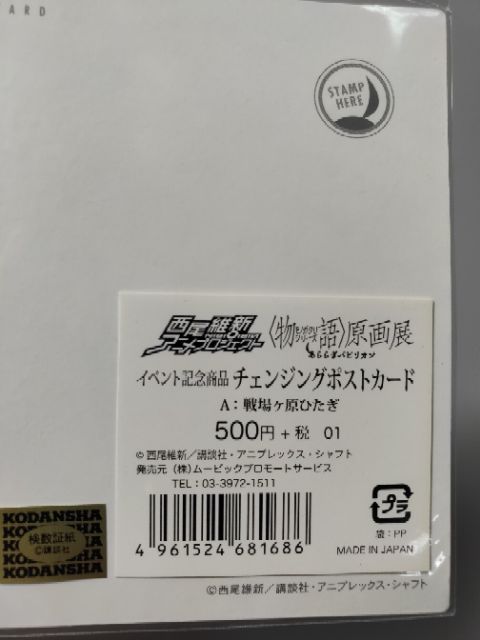 CARD
STAMP
HERE
西尾維新
アニメプロジェクト
〈物語〉シリーズ 原画展
あららぎパビリオン
イベント記念商品 チェンジングポストカード
A：戦場ヶ原ひたぎ
500円 + 税 01
©西尾維新／講談社・アニプレックス・シャフト
発売元 (株)ムービックプロモートサービス
TEL : 03-3972-1511
プラ
袋 : PP
4 961524 681686
MADE IN JAPAN
KODANSHA
検数証紙
©講談社
KODANSHA
©西尾維新／講談社・アニプレックス・シャフト